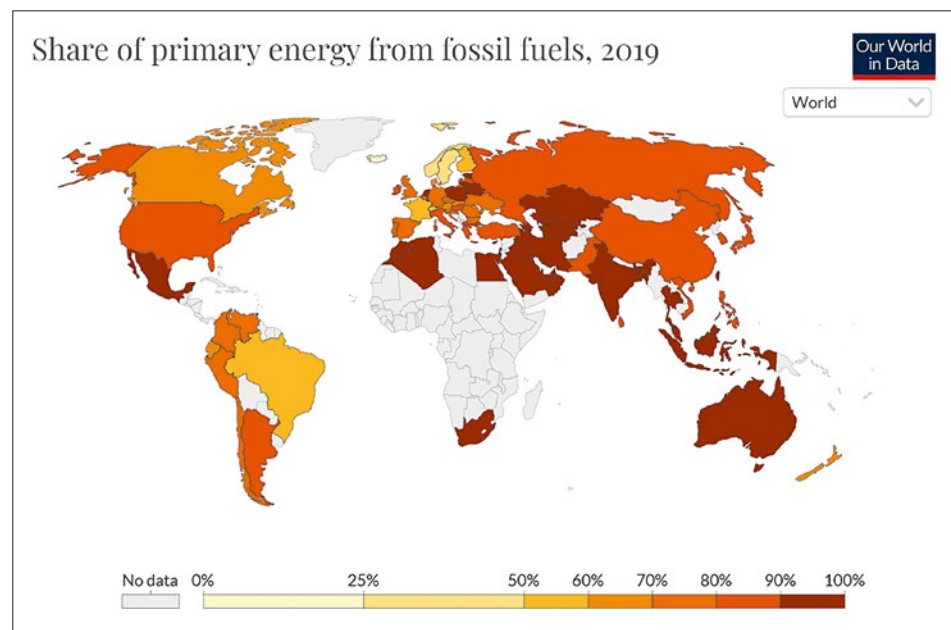 Share of primary energy from fossil fuels, 2019
Our World
in Data
World
No data
0%
25%
50%
60%
70%
80%
90%
100%